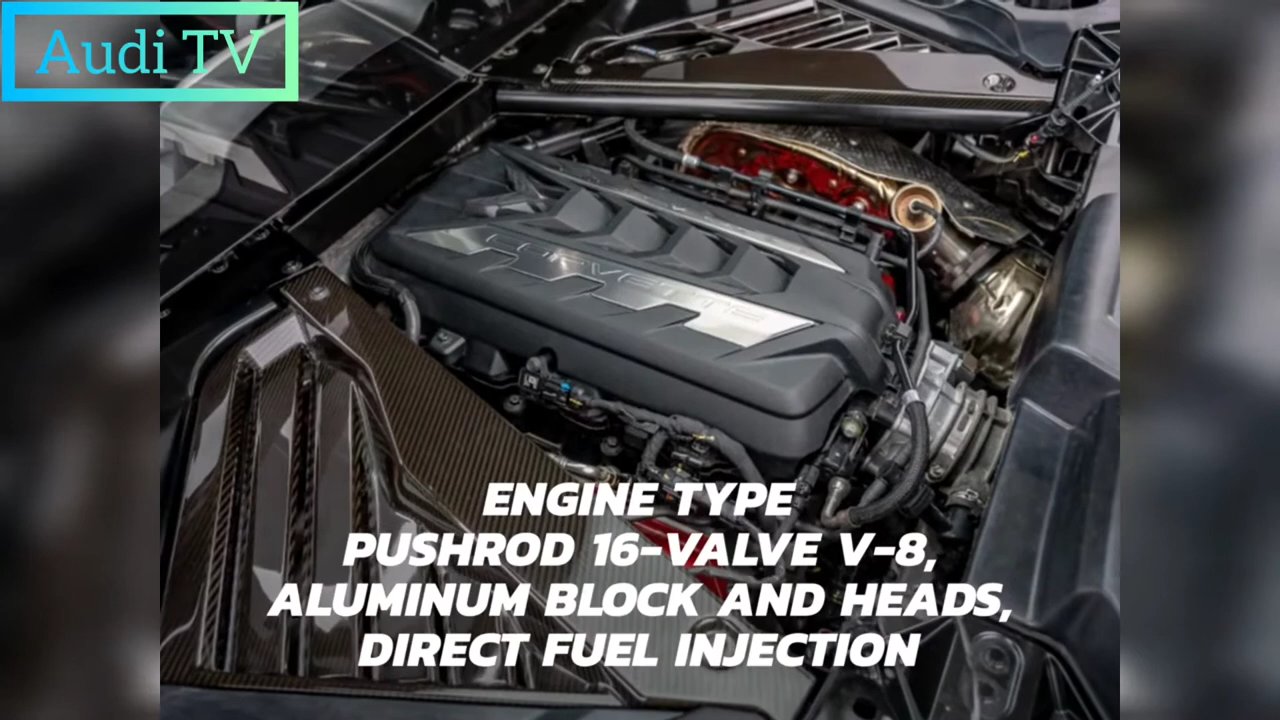 Audi TV
CORVETTE
ENGINE TYPE
PUSHROD 16-VALVE V-8,
ALUMINUM BLOCK AND HEADS,
DIRECT FUEL INJECTION